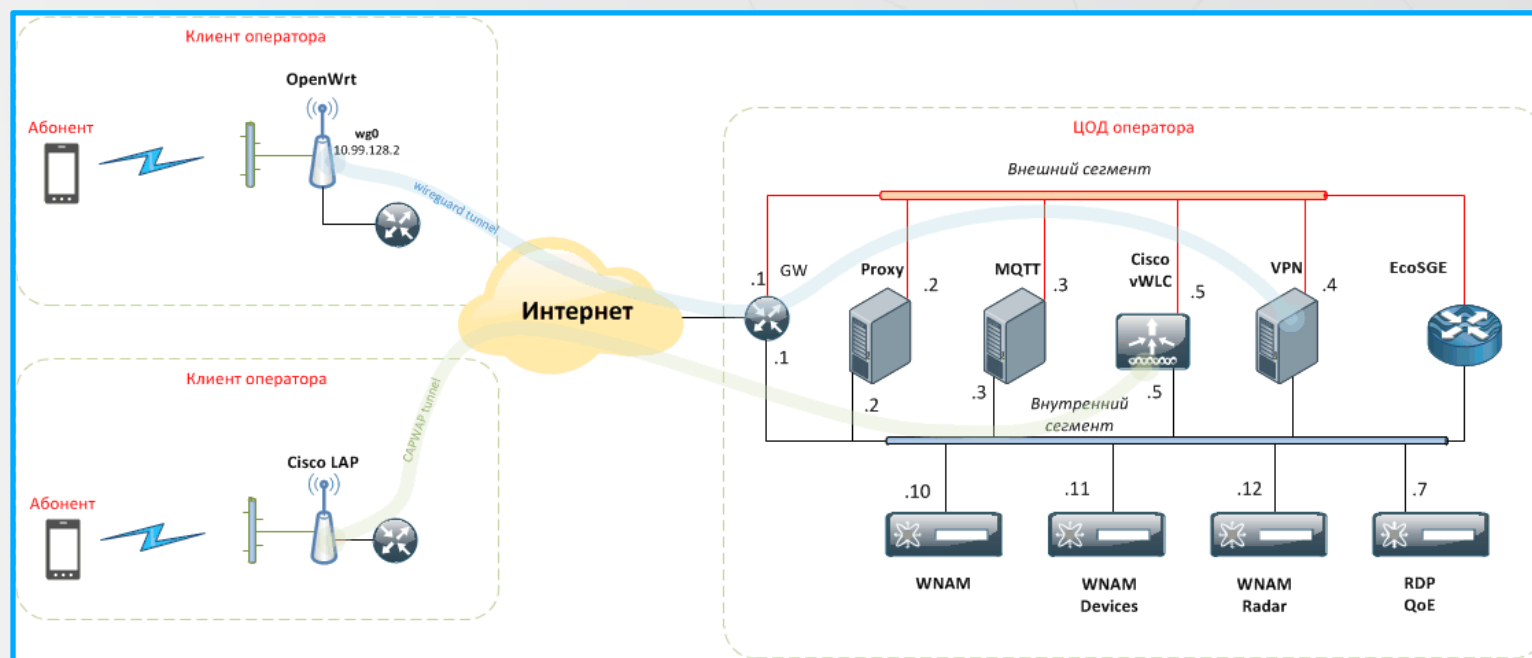 Клиент оператора
OpenWrt
Абонент
wg0
10.99.128.2
wireguard tunnel
Клиент оператора
Cisco LAP
Абонент
CAPWAP tunnel
Интернет
ЦОД оператора
Внешний сегмент
.1
GW
Proxy
.2
MQTT
.3
Cisco
vWLC
.5
VPN
.4
EcoSGE
.1
.2
.3
Внутренний
сегмент
.5
.10
.11
.12
.7
WNAM
WNAM
Devices
WNAM
Radar
RDP
QoE